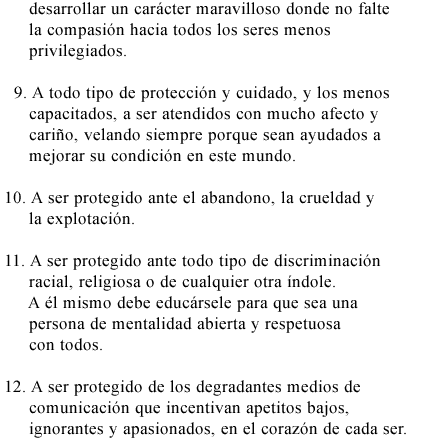 desarrollar un carácter maravilloso donde no falte
la compasión hacia todos los seres menos
privilegiados.
9. A todo tipo de protección y cuidado, y los menos
capacitados, a ser atendidos con mucho afecto y
cariño, velando siempre porque sean ayudados a
mejorar su condición en este mundo.
10. A ser protegido ante el abandono, la crueldad y
la explotación.
11. A ser protegido ante todo tipo de discriminación
racial, religiosa o de cualquier otra índole.
A él mismo debe educársele para que sea una
persona de mentalidad abierta y respetuosa
con todos.
12. A ser protegido de los degradantes medios de
comunicación que incentivan apetitos bajos,
ignorantes y apasionados, en el corazón de cada ser.